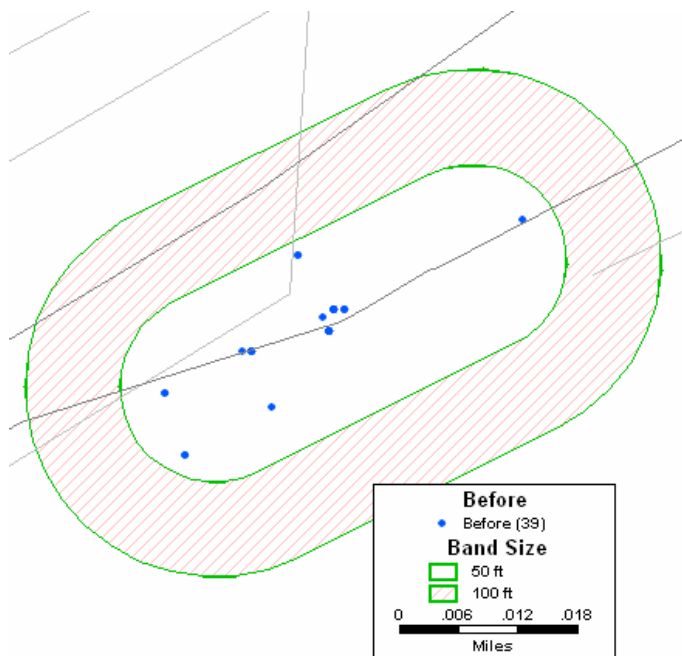 Before
Before (39)
Band Size
50 ft
100 ft
0 .006 .012 .018
Miles